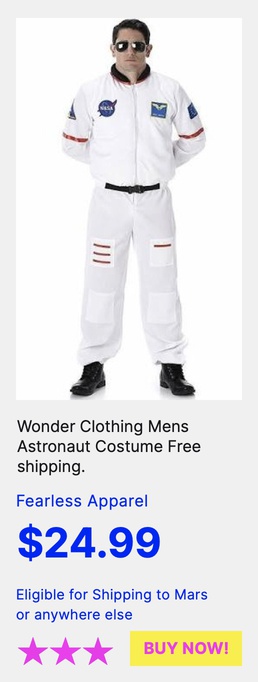 NASA
Wonder Clothing Mens
Astronaut Costume Free
shipping.
Fearless Apparel
$24.99
Eligible for Shipping to Mars
or anywhere else
BUY NOW!